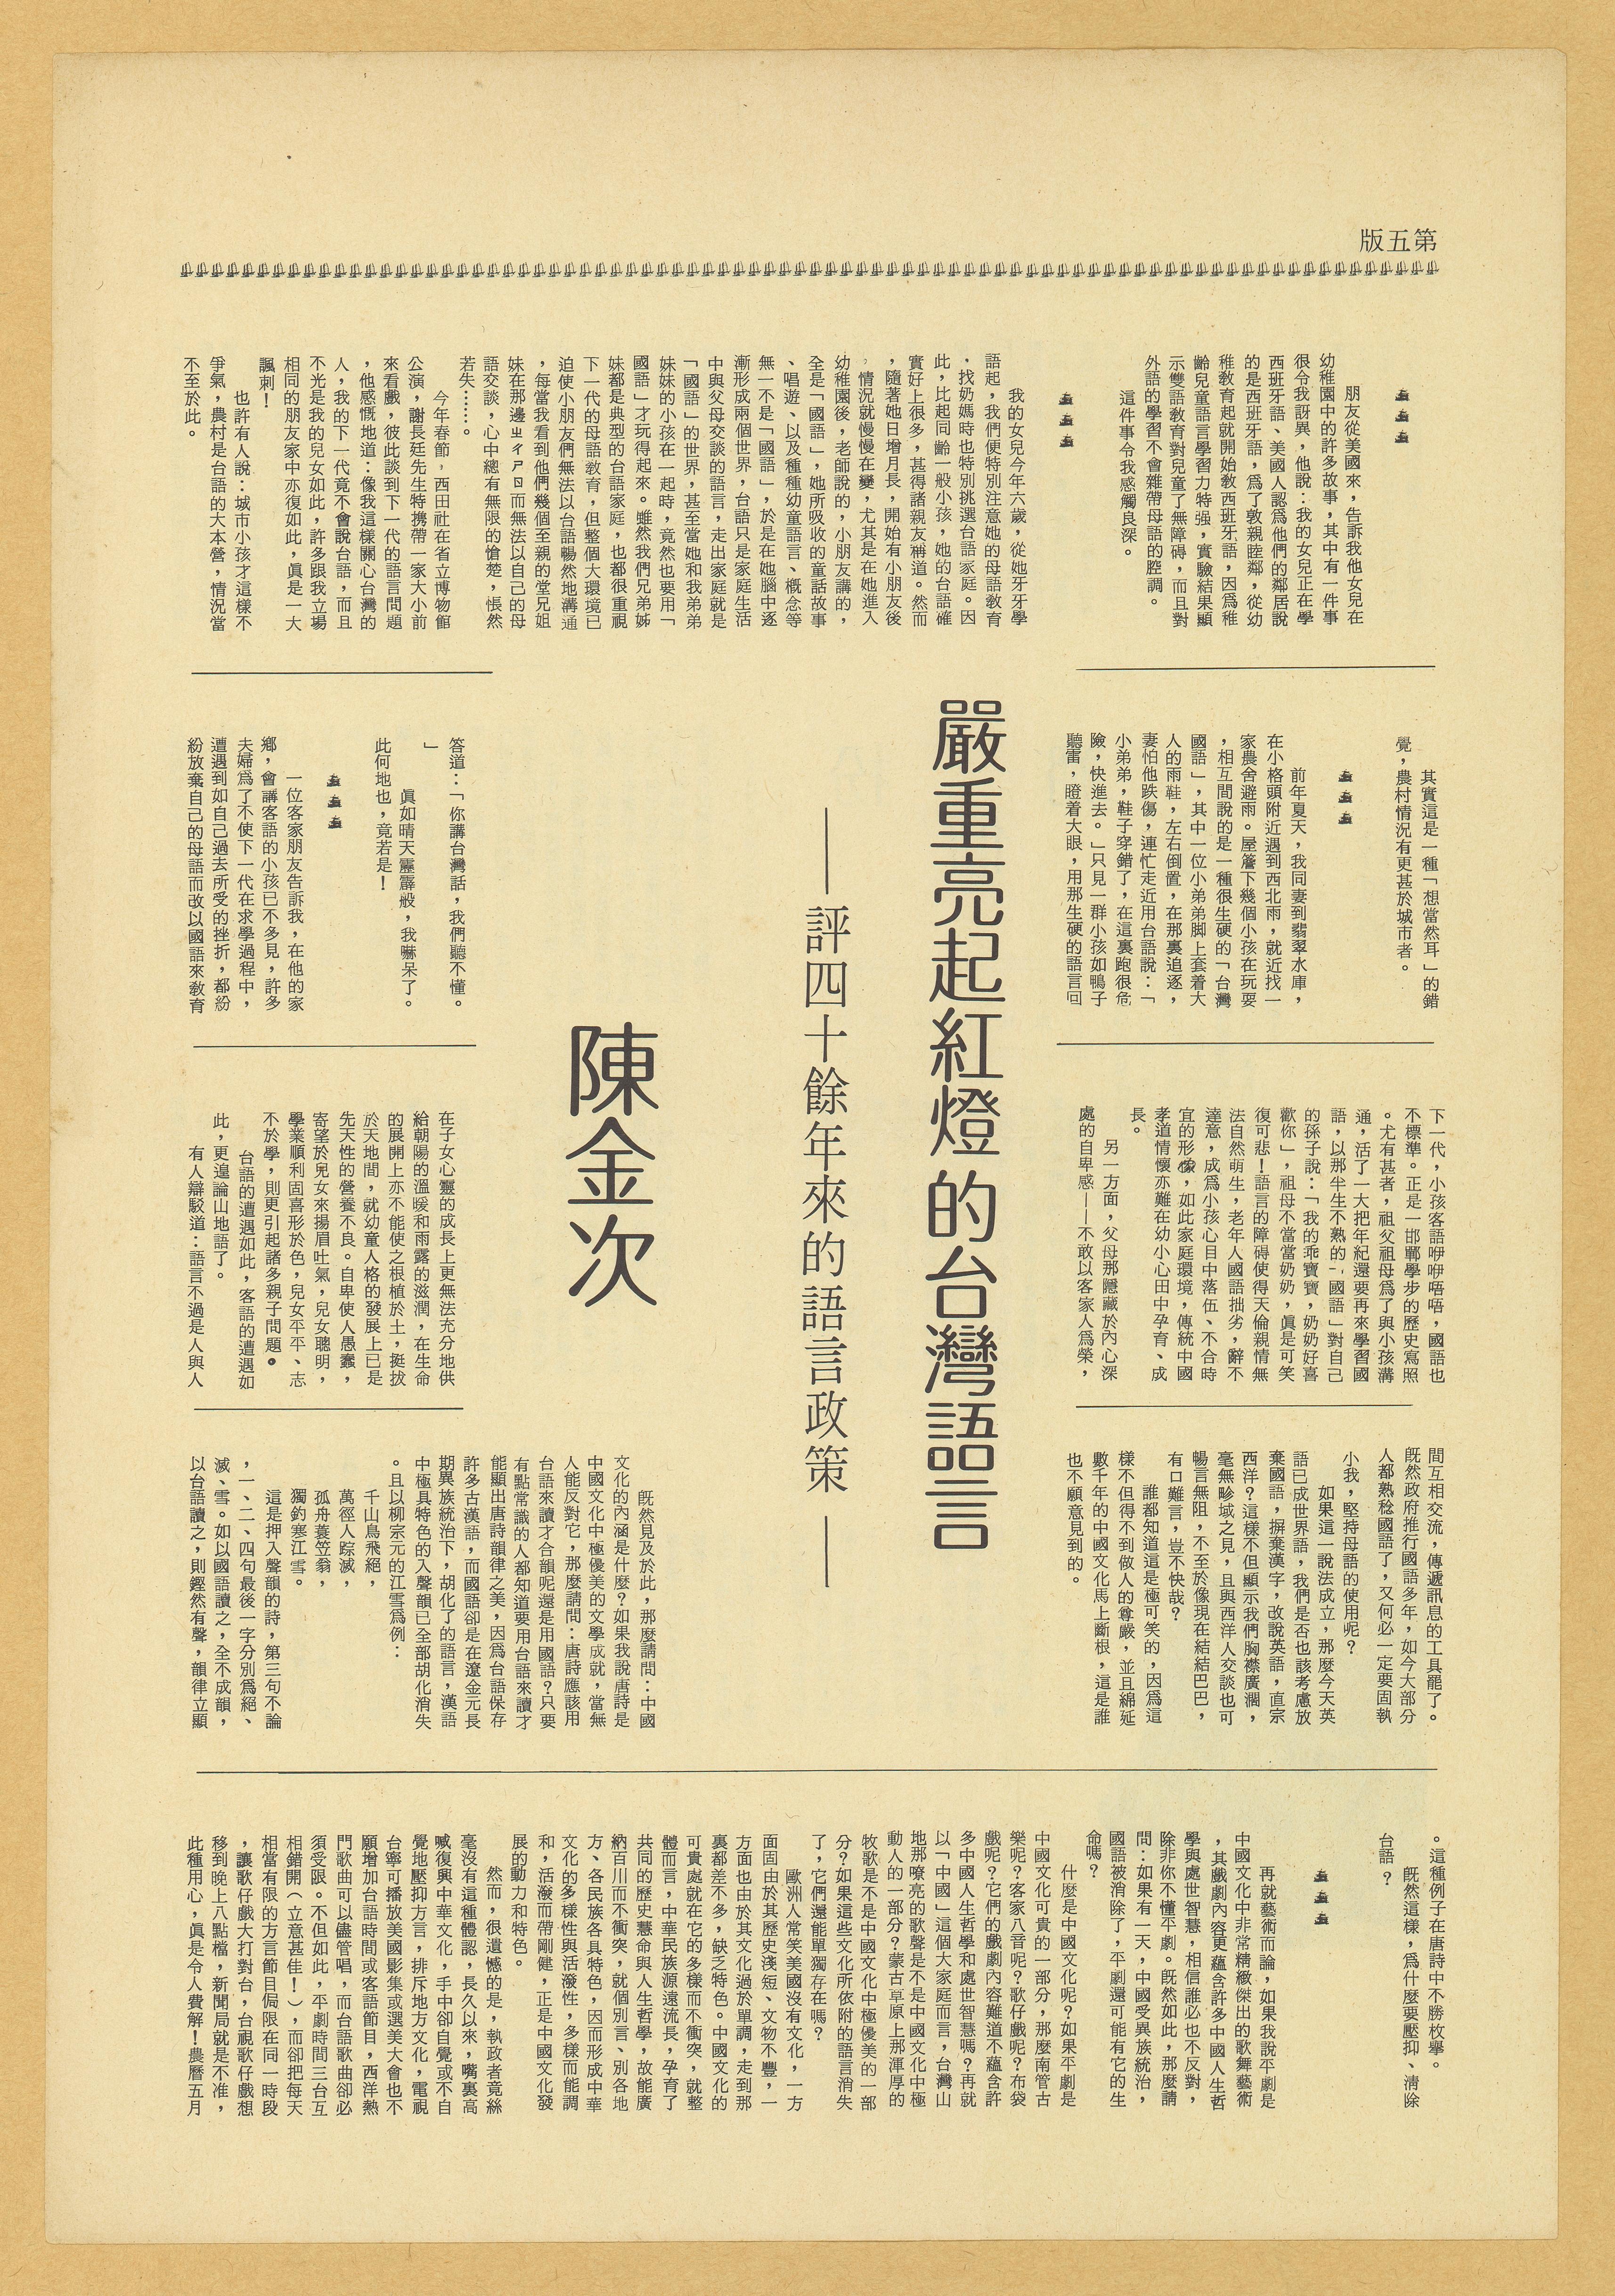 第五版
嚴重亮起紅燈的台灣語言
——評四十餘年來的語言政策——
陳金次
朋友從美國來，告訴我他女兒在
幼稚園中的許多故事，其中有一件事
很令我訝異，他說：我的女兒正在學
西班牙語、美國人認爲他們的鄰居說
的是西班牙語，爲了敦親睦鄰，從幼
稚教育起就開始教西班牙語，因爲稚
齡兒童語言學習力特强，實驗結果顯
示雙語敎育對兒童了無障碍，而且對
外語的學習不會雜帶母語的腔調。
這件事令我感觸良深。
我的女兒今年六歲，從她牙牙學
語起，我們便特別注意她的母語敎育
，找奶媽時也特別挑選台語家庭。因
此，比起同齡一般小孩，她的台語確
實好上很多，甚得諸親友稱道。然而
，隨著她日增月長，開始有小朋友後
，情況就慢慢在變，尤其是在她進入
幼稚園後，老師說的，小朋友講的，
全是「國語」，她所吸收的童話故事
、唱遊、以及種種幼童語言、概念等
無一不是「國語」，於是在她腦中逐
漸形成兩個世界，台語只是家庭生活
中與父母交談的語言，走出家庭就是
「國語」的世界，甚至當她和我弟弟
妹妹的小孩在一起時，竟然也要用「
國語」才玩得起來。雖然我們兄弟姊
妹都是典型的台語家庭，也都很重視
下一代的母語敎育，但整個大環境已
迫使小朋友們無法以台語暢然地溝通
，每當我看到他們幾個至親的堂兄姐
妹在那邊ㄓㄔㄕㄖ而無法以自己的母
語交談，心中總有無限的愴楚，悵然
若失……。
今年春節，西田社在省立博物館
公演，謝長廷先生特携帶一家大小前
來看戲，彼此談到下一代的語言問題
，他感慨地道：像我這樣關心台灣的
人，我的下一代竟不會說台語，而且
不光是我的兒女如此，許多跟我立場
相同的朋友家中亦復如此，眞是一大
諷刺！
也許有人說：城市小孩才這樣不
爭氣，農村是台語的大本營，情況當
不至於此。
其實這是一種「想當然耳」的錯
覺，農村情況有更甚於城市者。
前年夏天，我同妻到翡翠水庫，
在小格頭附近遇到西北雨，就近找一
家農舍避雨。屋簷下幾個小孩在玩耍
，相互間說的是一種很生硬的「台灣
國語」，其中一位小弟弟脚上套着大
人的雨鞋，左右倒置，在那裏追逐，
妻怕他跌傷，連忙走近用台語說：「
小弟弟，鞋子穿錯了，在這裏跑很危
險，快進去。」只見一群小孩如鴨子
聽雷，瞪着大眼，用那生硬的語言回
答道：「你講台灣話，我們聽不懂。
」
眞如晴天霹靂般，我嚇呆了。
此何地也，竟若是！
一位客家朋友告訴我，在他的家
鄉，會講客語的小孩已不多見，許多
夫婦爲了不使下一代在求學過程中，
遭遇到如自己過去所受的挫折，都紛
紛放棄自己的母語而改以國語來敎育
下一代，小孩客語咿咿唔唔，國語也
不標準。正是一邯鄲學步的歷史寫照
。尤有甚者，祖父祖母爲了與小孩溝
通，活了一大把年紀還要再來學習國
語，以那半生不熟的「國語」對自己
的孫子說：「我的乖寶寶，奶奶好喜
歡你」，祖母不當當奶奶，眞是可笑
復可悲！語言的障碍使得天倫親情無
法自然萌生，老年人國語拙劣，辭不
達意，成爲小孩心目中落伍、不合時
宜的形像，如此家庭環境，傳統中國
孝道情懷亦難在幼小心田中孕育、成
長。
另一方面，父母那隱藏於內心深
處的自卑感——不敢以客家人爲榮，
在子女心靈的成長上更無法充分地供
給朝陽的溫暖和雨露的滋潤，在生命
的展開上亦不能使之根植於土，挺拔
於天地間，就幼童人格的發展上已是
先天性的營養不良。自卑使人愚蠢，
寄望於兒女來揚眉吐氣，兒女聰明，
學業順利固喜形於色，兒女平平、志
不於學，則更引起諸多親子問題。
台語的遭遇如此，客語的遭遇如
此，更遑論山地語了。
有人辯駁道：語言不過是人與人
間互相交流，傳遞訊息的工具罷了。
旣然政府推行國語多年，如今大部分
人都熟稔國語了，又何必一定要固執
小我，堅持母語的使用呢？
如果這一說法成立，那麼今天英
語已成世界語，我們是否也該考慮放
棄國語，摒棄漢字，改說英語，直宗
西洋？這樣不但顯示我們胸襟廣濶，
毫無畛域之見，且與西洋人交談也可
暢言無阻，不至於像現在結結巴巴，
有口難言，豈不快哉？
誰都知道這是極可笑的，因爲這
樣不但得不到做人的尊嚴，並且綿延
數千年的中國文化馬上斷根，這是誰
也不願意見到的。
旣然見及於此，那麼請問：中國
文化的內涵是什麼？如果我說唐詩是
中國文化中極優美的文學成就，當無
人能反對它，那麼請問：唐詩應該用
台語來讀才合韻呢還是用國語？只要
有點常識的人都知道要用台語來讀才
能顯出唐詩韻律之美，因爲台語保存
許多古漢語，而國語卻是在遼金元長
期異族統治下，胡化了的語言，漢語
中極具特色的入聲韻已全部胡化消失
。且以柳宗元的江雪爲例：
千山鳥飛絕，
萬徑人踪滅，
孤舟蓑笠翁，
獨釣寒江雪。
這是押入聲韻的詩，第三句不論
，一、二、四句最後一字分別爲絕、
滅、雪。如以國語讀之，全不成韻，
以台語讀之，則鏗然有聲，韻律立顯
。這種例子在唐詩中不勝枚擧。
旣然這樣，爲什麼要壓抑、清除
台語？
再就藝術而論，如果我說平劇是
中國文化中非常精緻傑出的歌舞藝術
，其戲劇內容更蘊含許多中國人生哲
學與處世智慧，相信誰必也不反對，
除非你不懂平劇。旣然如此，那麼請
問：如果有一天，中國受異族統治，
國語被消除了，平劇還可能有它的生
命嗎？
什麼是中國文化呢？如果平劇是
中國文化可貴的一部分，那麼南管古
樂呢？客家八音呢？歌仔戲呢？布袋
戲呢？它們的戲劇內容難道不蘊含許
多中國人生哲學和處世智慧嗎？再就
以「中國」這個大家庭而言，台灣山
地那嘹亮的歌聲是不是中國文化中極
動人的一部分？蒙古草原上那渾厚的
牧歌是不是中國文化中極優美的一部
分？如果這些文化所依附的語言消失
了，它們還能單獨存在嗎？
歐洲人常笑美國沒有文化，一方
面固由於其歷史淺短、文物不豐，一
方面也由於其文化過於單調，走到那
裏都差不多，缺乏特色。中國文化的
可貴處就在它的多樣而不衝突，就整
體而言，中華民族源遠流長，孕育了
共同的歷史慧命與人生哲學，故能廣
納百川而不衝突，就個別言、別各地
方、各民族各具特色，因而形成中華
文化的多樣性與活潑性，多樣而能調
和，活潑而帶剛健，正是中國文化發
展的動力和特色。
然而，很遺憾的是，執政者竟絲
毫沒有這種體認，長久以來，嘴裏高
喊復興中華文化，手中卻自覺或不自
覺地壓抑方言，排斥地方文化，電視
台寧可播放美國影集或選美大會也不
願增加台語時間或客語節目，西洋熱
門歌曲可以儘管唱，而台語歌曲卻必
須受限。不但如此，平劇時間三台互
相錯開（立意甚佳！），而卻把每天
相當有限的方言節目侷限在同一時段
，讓歌仔戲大打對台，台視歌仔戲想
移到晚上八點檔，新聞局就是不准，
此種用心，眞是令人費解！農曆五月